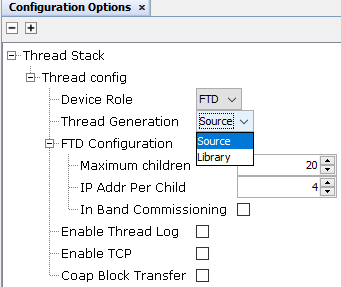 Configuration Options ×
Thread Stack
Thread config
Device Role FTD
Thread Generation Source
Source
Library
FTD Configuration
Maximum children 20
IP Addr Per Child 4
In Band Commissioning
Enable Thread Log
Enable TCP
Coap Block Transfer